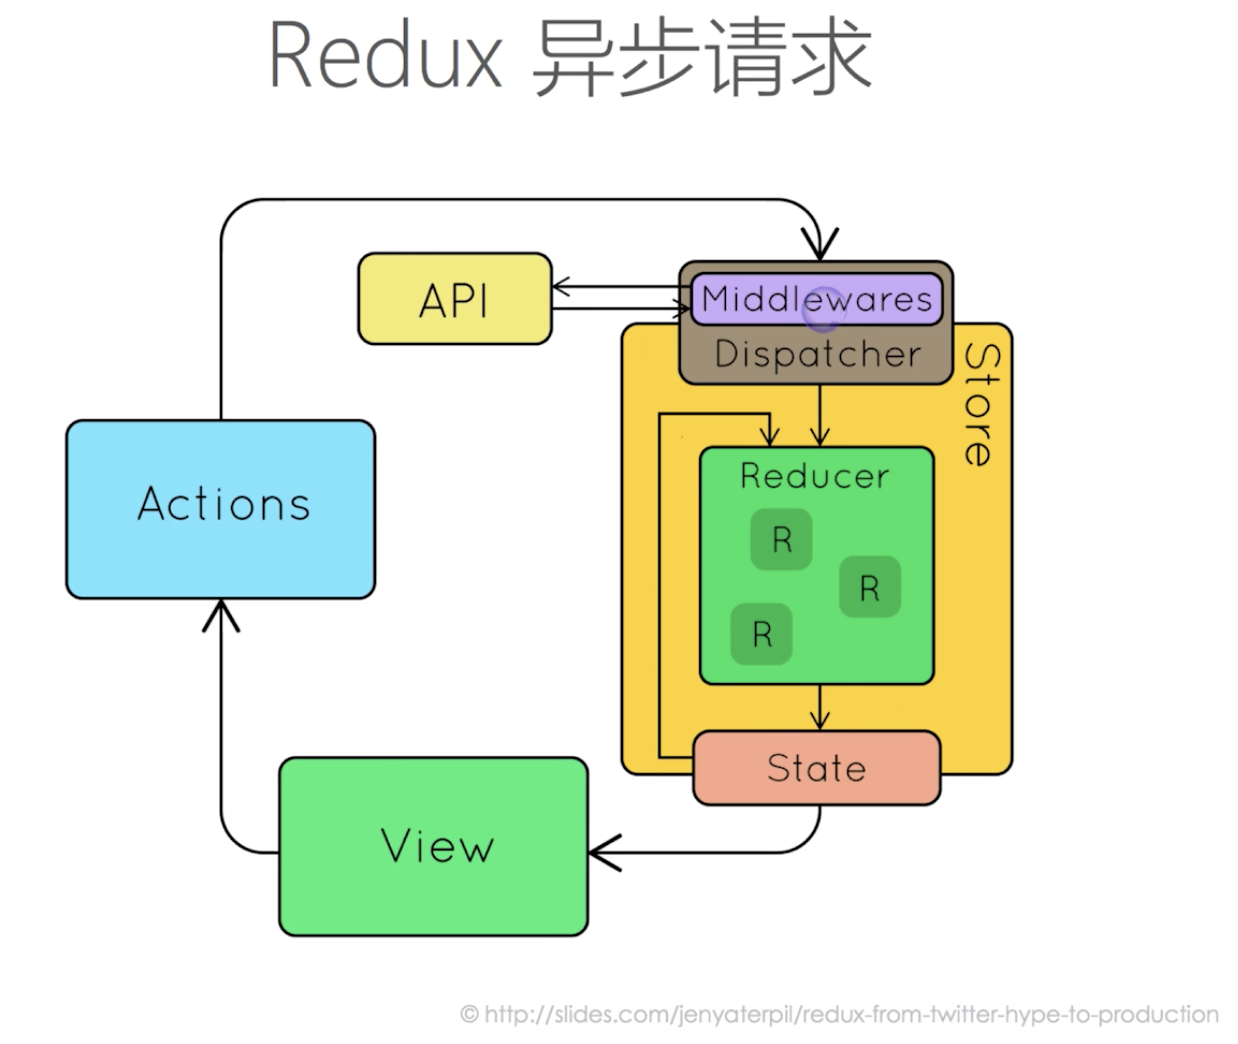 Redux 异步请求
API
Middlewares
Dispatcher
Store
Actions
Reducer
R
R
R
State
View
© http://slides.com/jenyaterpil/redux-from-twitter-hype-to-production